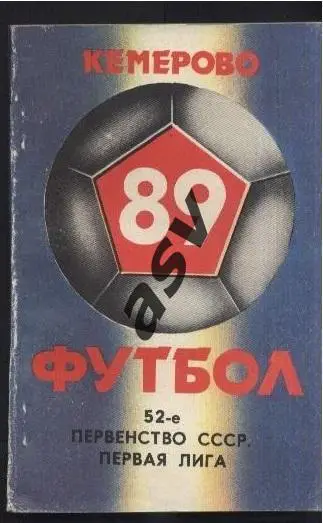 КЕМЕРОВО
89
asv
ФУТБОЛ
52-е
ПЕРВЕНСТВО СССР.
ПЕРВАЯ ЛИГА